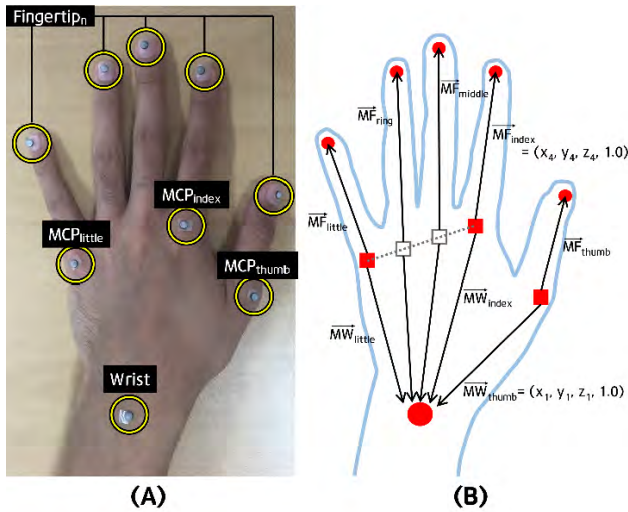 Fingertipn
MCPindex
MCPlittle
MCPthumb
Wrist
(A)
MFmiddle
MFring
MFindex
= (x4, y4, z4, 1.0)
MFlittle
MFthumb
MWindex
MWlittle
MWthumb = (x1, y1, z1, 1.0)
(B)